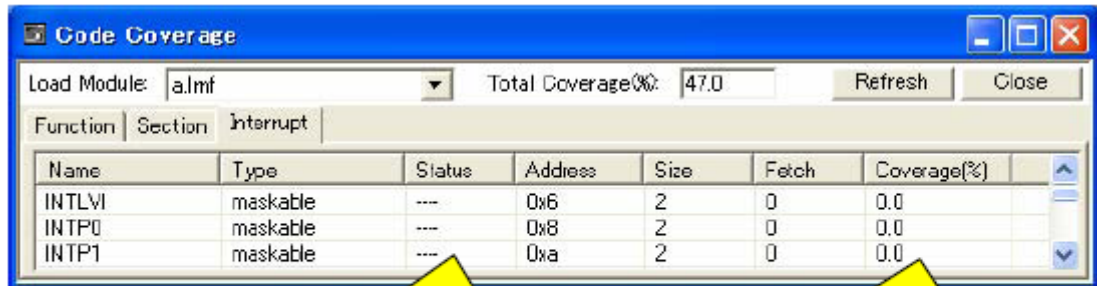 Code Coverage
Load Module: a.lmf Total Coverage(%): 47.0 Refresh Close
Function Section Interrupt
Name Type Status Address Size Fetch Coverage(%)
INTLVI maskable ---- 0x6 2 0 0.0
INTP0 maskable ---- 0x8 2 0 0.0
INTP1 maskable ---- 0xa 2 0 0.0